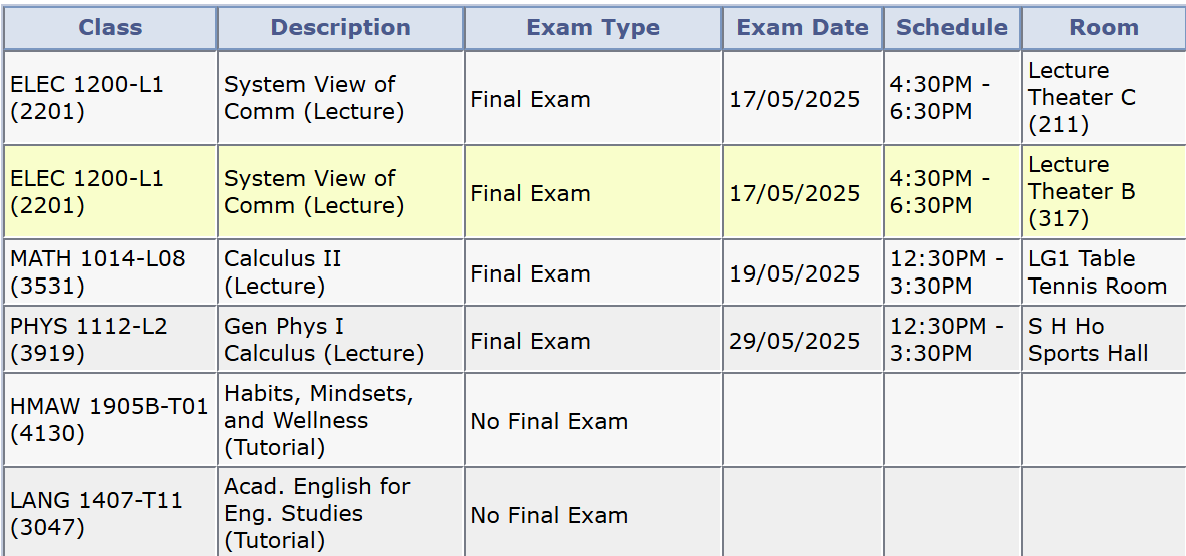 Class Description Exam Type Exam Date Schedule Room
ELEC 1200-L1
(2201)
System View of
Comm (Lecture)
Final Exam
17/05/2025
4:30PM -
6:30PM
Lecture
Theater C
(211)
ELEC 1200-L1
(2201)
System View of
Comm (Lecture)
Final Exam
17/05/2025
4:30PM -
6:30PM
Lecture
Theater B
(317)
MATH 1014-L08
(3531)
Calculus II
(Lecture)
Final Exam
19/05/2025
12:30PM -
3:30PM
LG1 Table
Tennis Room
PHYS 1112-L2
(3919)
Gen Phys I
Calculus (Lecture)
Final Exam
29/05/2025
12:30PM -
3:30PM
S H Ho
Sports Hall
HMAW 1905B-T01
(4130)
Habits, Mindsets,
and Wellness
(Tutorial)
No Final Exam
LANG 1407-T11
(3047)
Acad. English for
Eng. Studies
(Tutorial)
No Final Exam